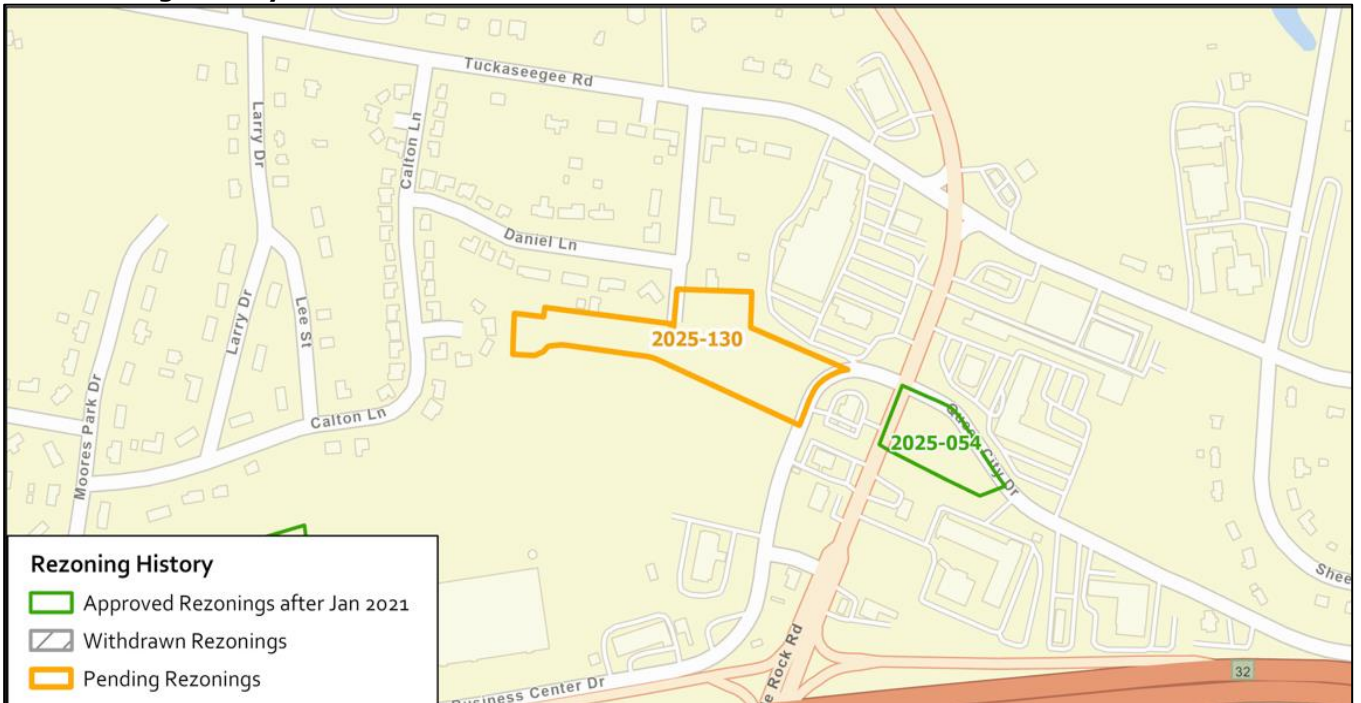 Tuckaseegee Rd
Larry Dr
Calton Ln
Daniel Ln
Lee St
Larry Dr
2025-130
Moores Park Dr
Calton Ln
2025-054
City Dr
Rock Rd
Business Center Dr
32
Rezoning History
Approved Rezonings after Jan 2021
Withdrawn Rezonings
Pending Rezonings